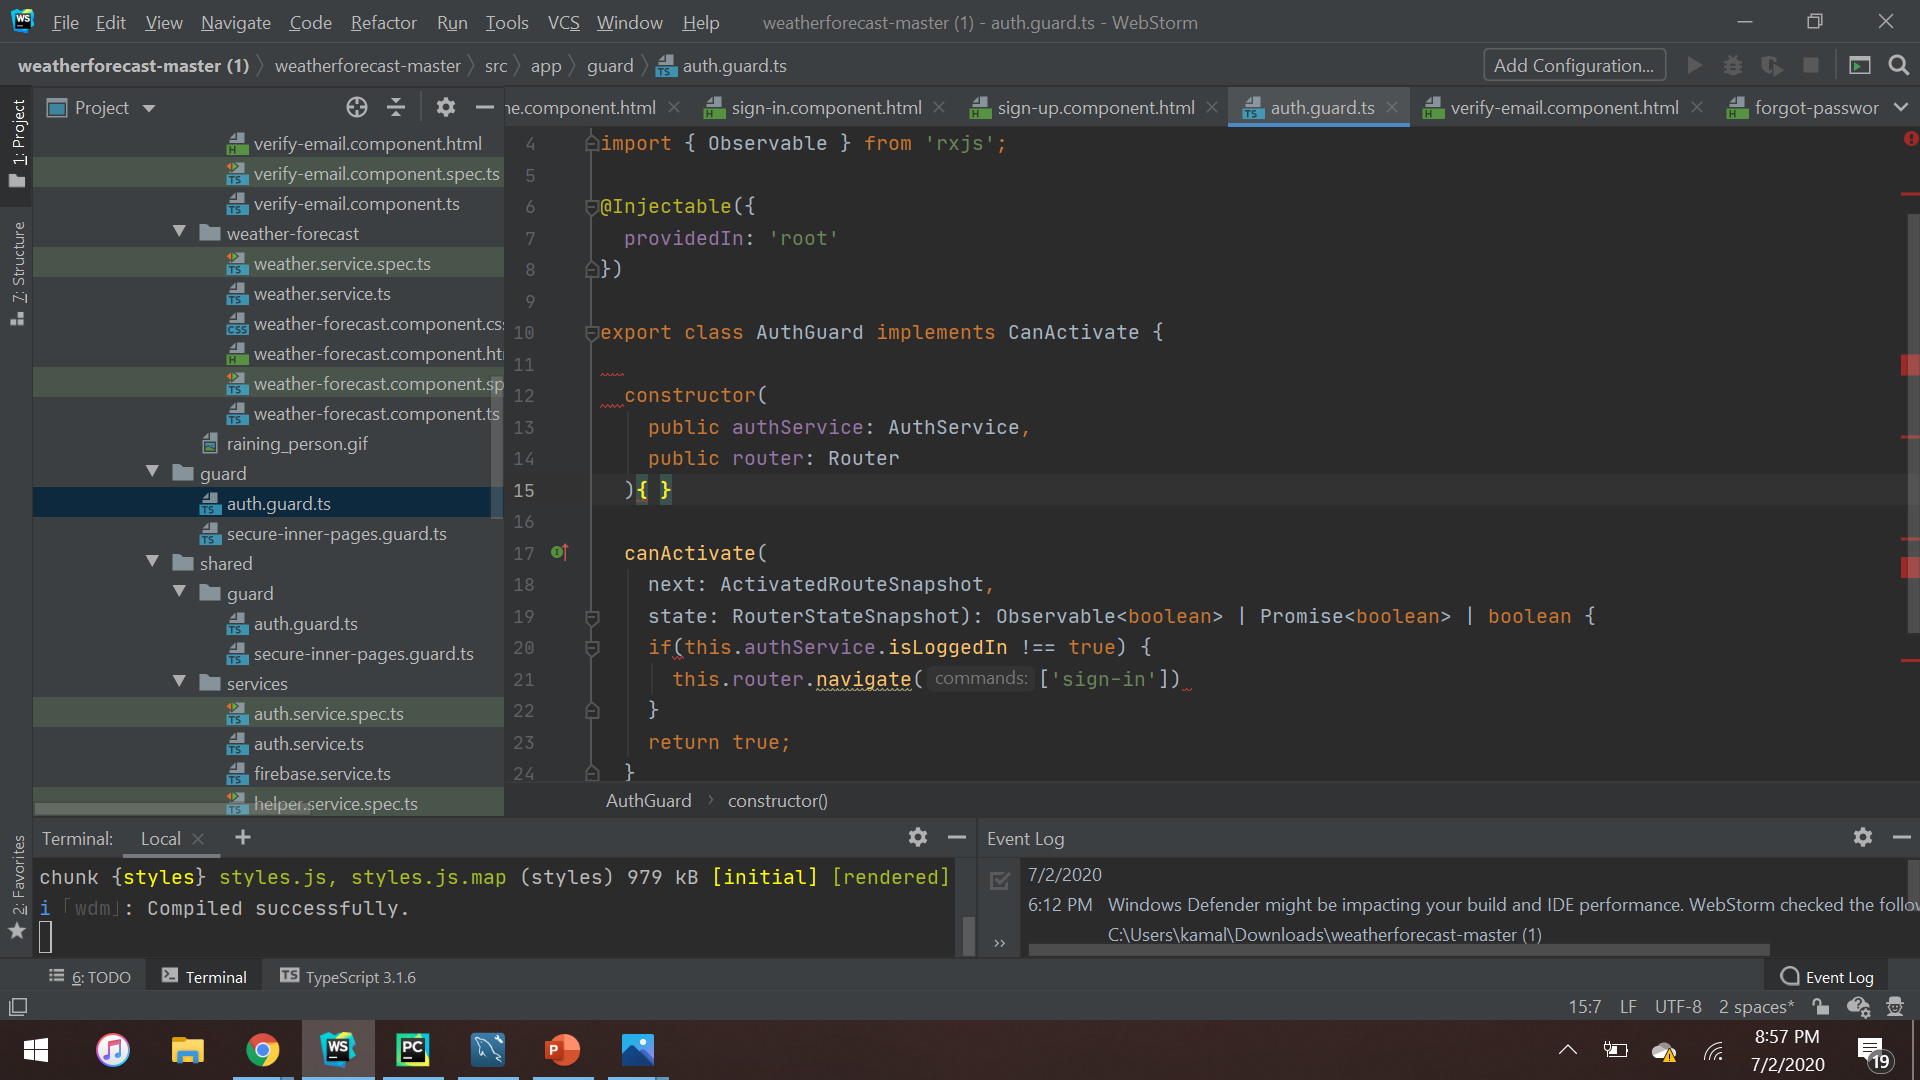 File Edit View Navigate Code Refactor Run Tools VCS Window Help weatherforecast-master (1) - auth.guard.ts - WebStorm
weatherforecast-master (1) weatherforecast-master src app guard auth.guard.ts Add Configuration...
Project
ne.component.html sign-in.component.html sign-up.component.html auth.guard.ts verify-email.component.html forgot-passwor
1: Project
7: Structure
2: Favorites
verify-email.component.html
verify-email.component.spec.ts
verify-email.component.ts
weather-forecast
weather.service.spec.ts
weather.service.ts
weather-forecast.component.cs
weather-forecast.component.ht
weather-forecast.component.sp
weather-forecast.component.ts
raining_person.gif
guard
auth.guard.ts
secure-inner-pages.guard.ts
shared
guard
auth.guard.ts
secure-inner-pages.guard.ts
services
auth.service.spec.ts
auth.service.ts
firebase.service.ts
helper.service.spec.ts
4 import { Observable } from 'rxjs';
5
6 @Injectable({
7 providedIn: 'root'
8 })
9
10 export class AuthGuard implements CanActivate {
11
12 constructor(
13 public authService: AuthService,
14 public router: Router
15 ){ }
16
17 canActivate(
18 next: ActivatedRouteSnapshot,
19 state: RouterStateSnapshot): Observable<boolean> | Promise<boolean> | boolean {
20 if(this.authService.isLoggedIn !== true) {
21 this.router.navigate( commands: ['sign-in'])
22 }
23 return true;
24 }
AuthGuard constructor()
Terminal: Local +
chunk {styles} styles.js, styles.js.map (styles) 979 kB [initial] [rendered]
i 「wdm」: Compiled successfully.
Event Log
7/2/2020
6:12 PM Windows Defender might be impacting your build and IDE performance. WebStorm checked the follov
C:\Users\kamal\Downloads\weatherforecast-master (1)
6: TODO Terminal TypeScript 3.1.6 Event Log
15:7 LF UTF-8 2 spaces*
8:57 PM
7/2/2020
19